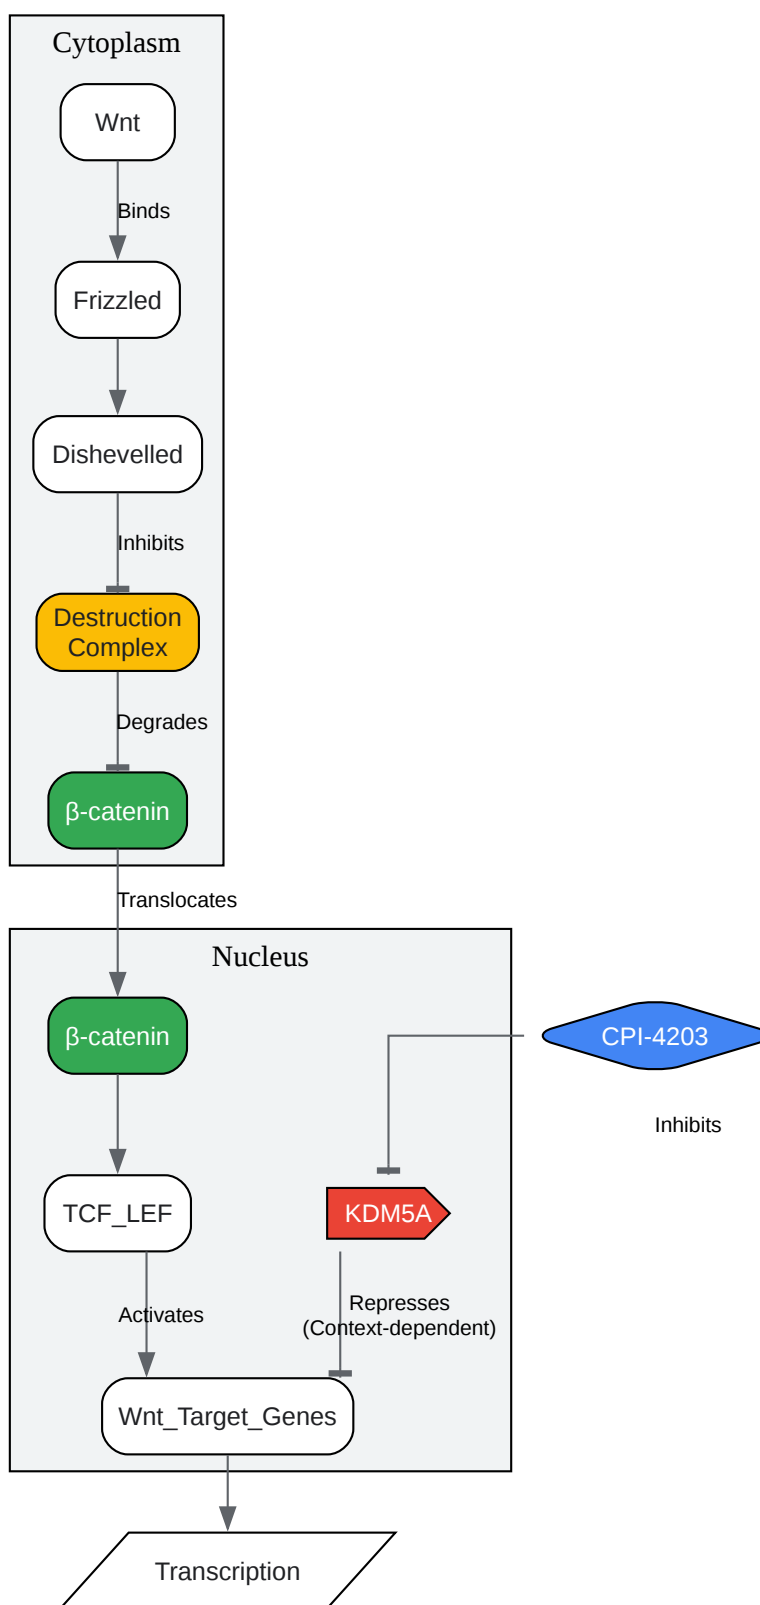 Cytoplasm
Wnt
Binds
Frizzled
Dishevelled
Inhibits
Destruction
Complex
Degrades
β-catenin
Translocates
Nucleus
β-catenin
CPI-4203
Inhibits
TCF_LEF
KDM5A
Activates
Represses
(Context-dependent)
Wnt_Target_Genes
Transcription